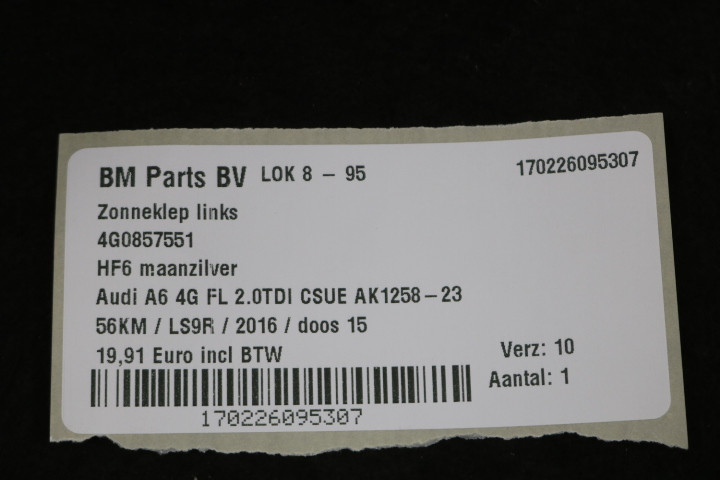 BM Parts BV LOK 8 – 95 170226095307
Zonneklep links
4G0857551
HF6 maanzilver
Audi A6 4G FL 2.0TDI CSUE AK1258–23
56KM / LS9R / 2016 / doos 15
19,91 Euro incl BTW Verz: 10
Aantal: 1
170226095307